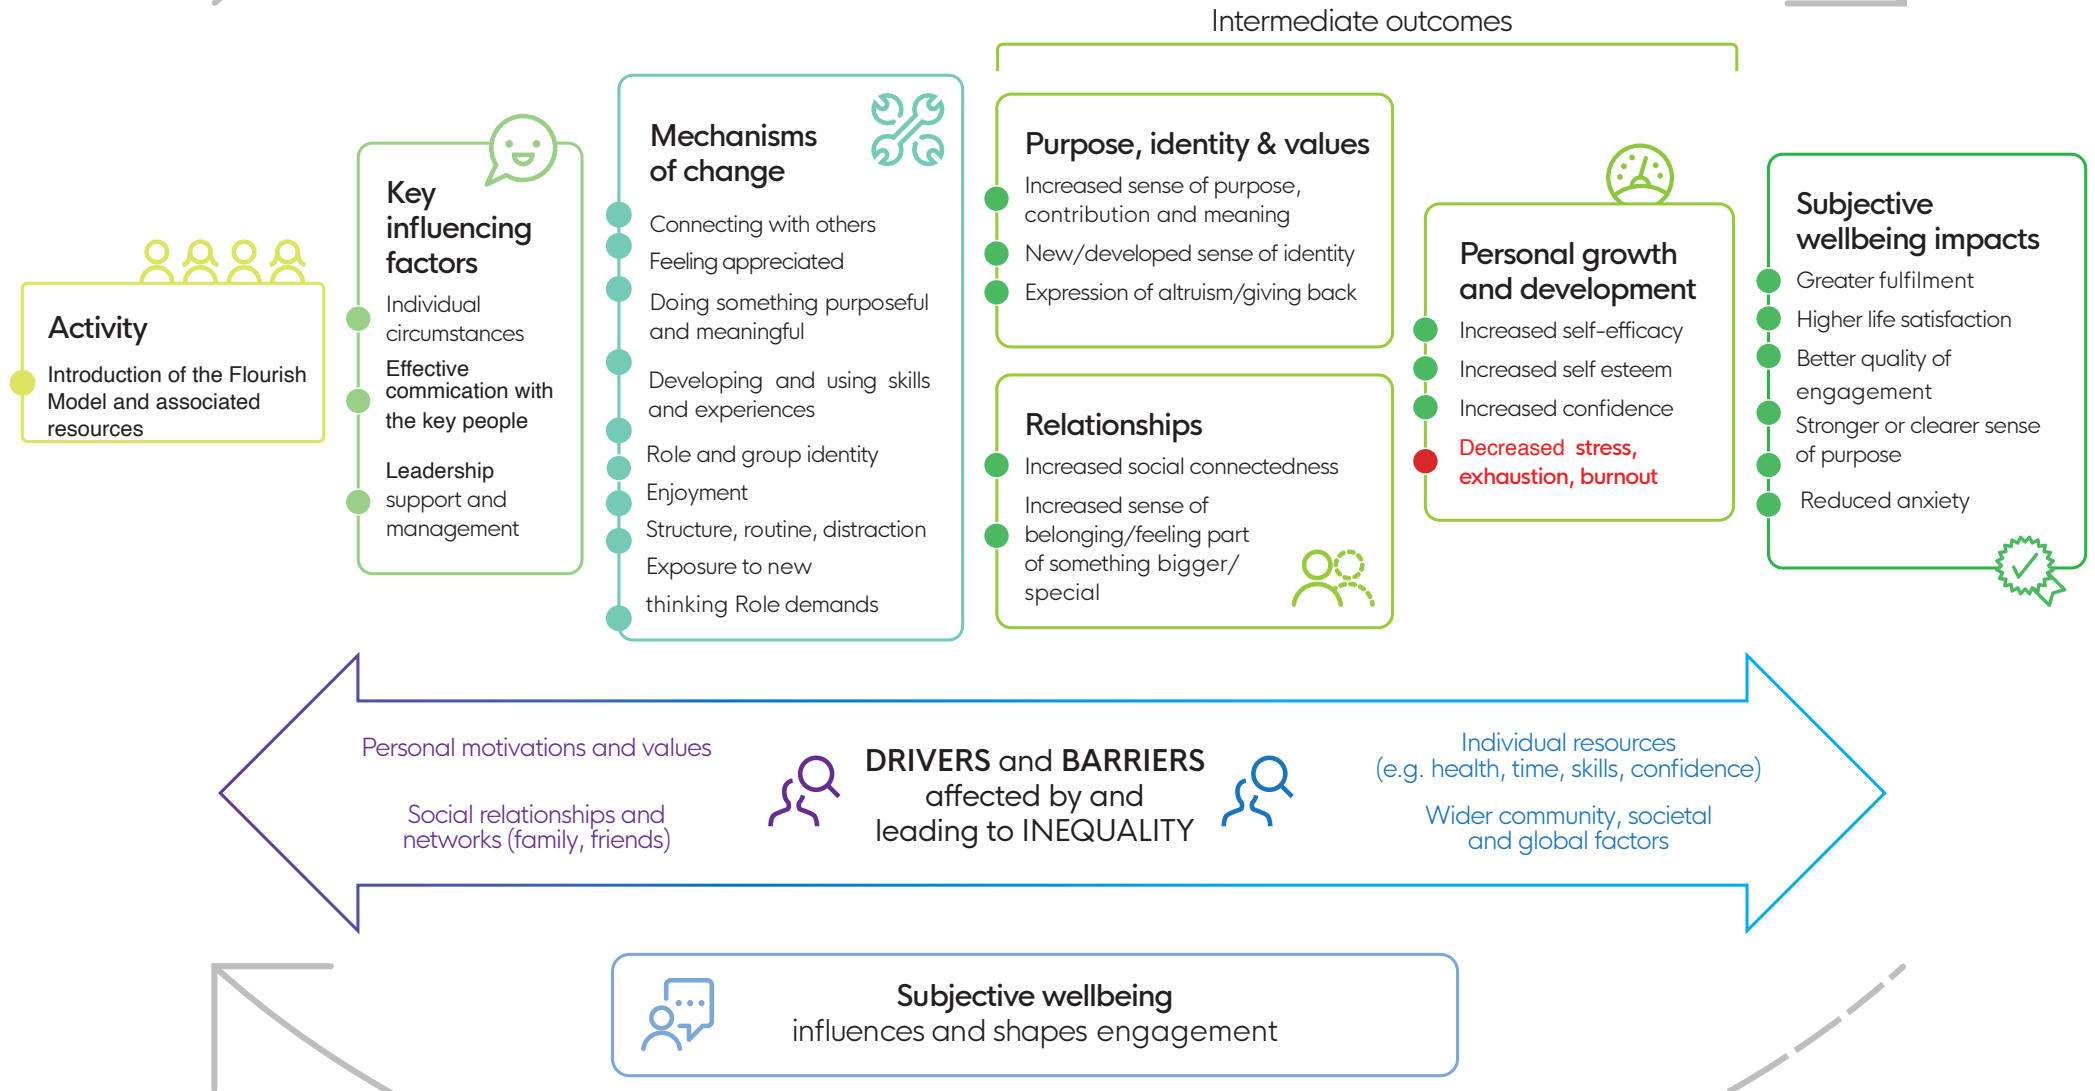 Intermediate outcomes
Activity
Introduction of the Flourish
Model and associated
resources
Key
influencing
factors
Individual
circumstances
Effective
commication with
the key people
Leadership
support and
management
Mechanisms
of change
Connecting with others
Feeling appreciated
Doing something purposeful
and meaningful
Developing and using skills
and experiences
Role and group identity
Enjoyment
Structure, routine, distraction
Exposure to new
thinking Role demands
Purpose, identity & values
Increased sense of purpose,
contribution and meaning
New/developed sense of identity
Expression of altruism/giving back
Relationships
Increased social connectedness
Increased sense of
belonging/feeling part
of something bigger/
special
Personal growth
and development
Increased self-efficacy
Increased self esteem
Increased confidence
Decreased stress,
exhaustion, burnout
Subjective
wellbeing impacts
Greater fulfilment
Higher life satisfaction
Better quality of
engagement
Stronger or clearer sense
of purpose
Reduced anxiety
Personal motivations and values
Social relationships and
networks (family, friends)
DRIVERS and BARRIERS
affected by and
leading to INEQUALITY
Individual resources
(e.g. health, time, skills, confidence)
Wider community, societal
and global factors
Subjective wellbeing
influences and shapes engagement